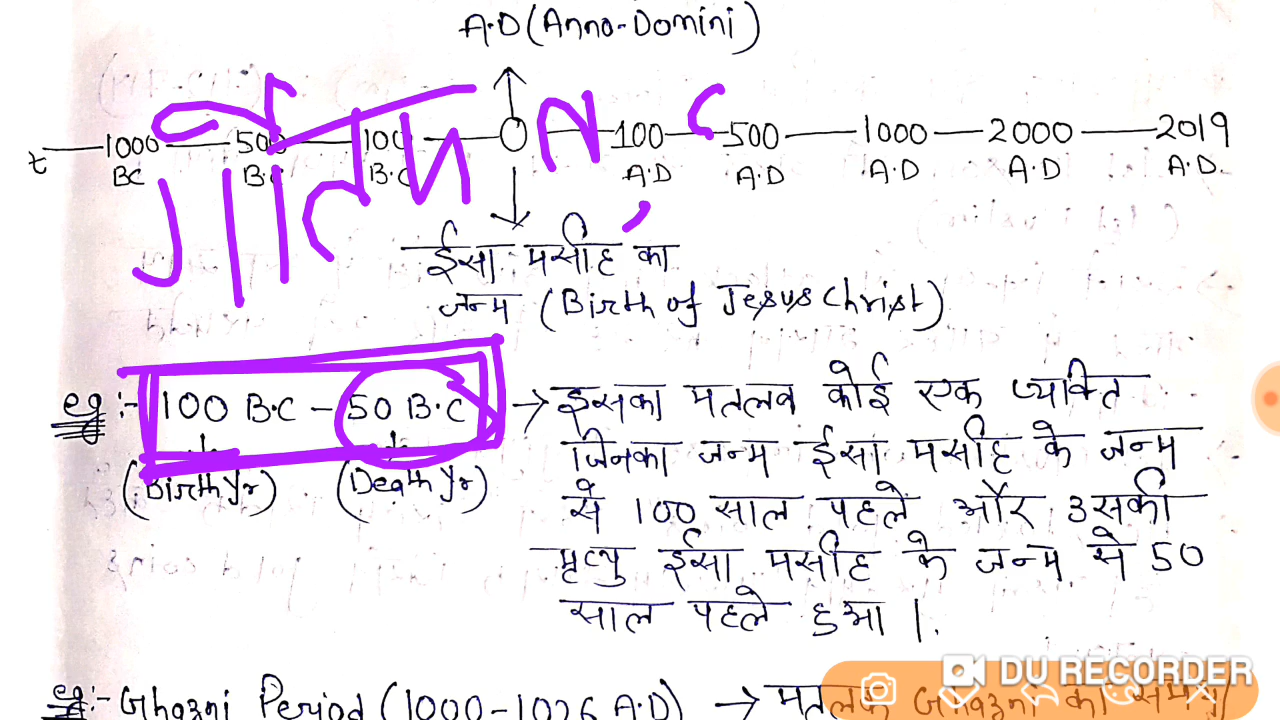 A.D (Anno-Domini)
1000 500 100 0 100 500 1000 2000 2019
BC B.C B.C A.D A.D A.D A.D A.D.
ईसा मसीह का
जन्म (Birth of Jesus Christ)
eg:- 100 B.C - 50 B.C → इसका मतलब कोई एक व्यक्ति
(Birth Yr) (Death Yr) जिनका जन्म ईसा मसीह के जन्म
से 100 साल पहले और उसकी
मृत्यु ईसा मसीह के जन्म से 50
साल पहले हुआ |.
DU RECORDER
eg:- Ghazni Period (1000-1026 A.D) → मतलब Ghazni का समय